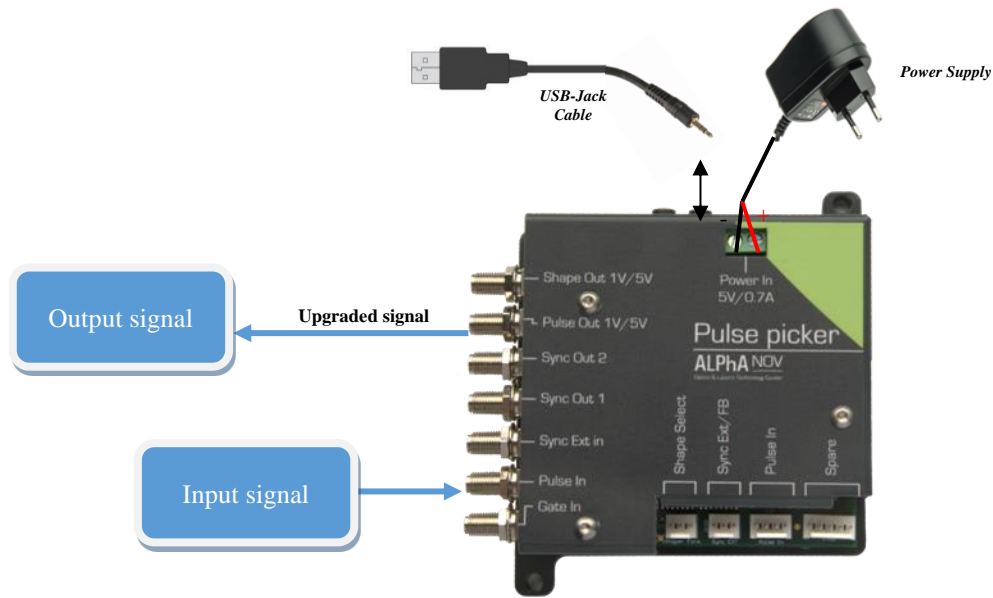 USB-Jack
Cable
Power Supply
-
+
Power In
5V/0.7A
Shape Out 1V/5V
Pulse Out 1V/5V
Sync Out 2
Sync Out 1
Sync Ext in
Pulse In
Gate In
Output signal
Upgraded signal
Input signal
Pulse picker
ALPhA NOV
Shape Select
Sync Ext/FB
Pulse In
Spare
Pulse In